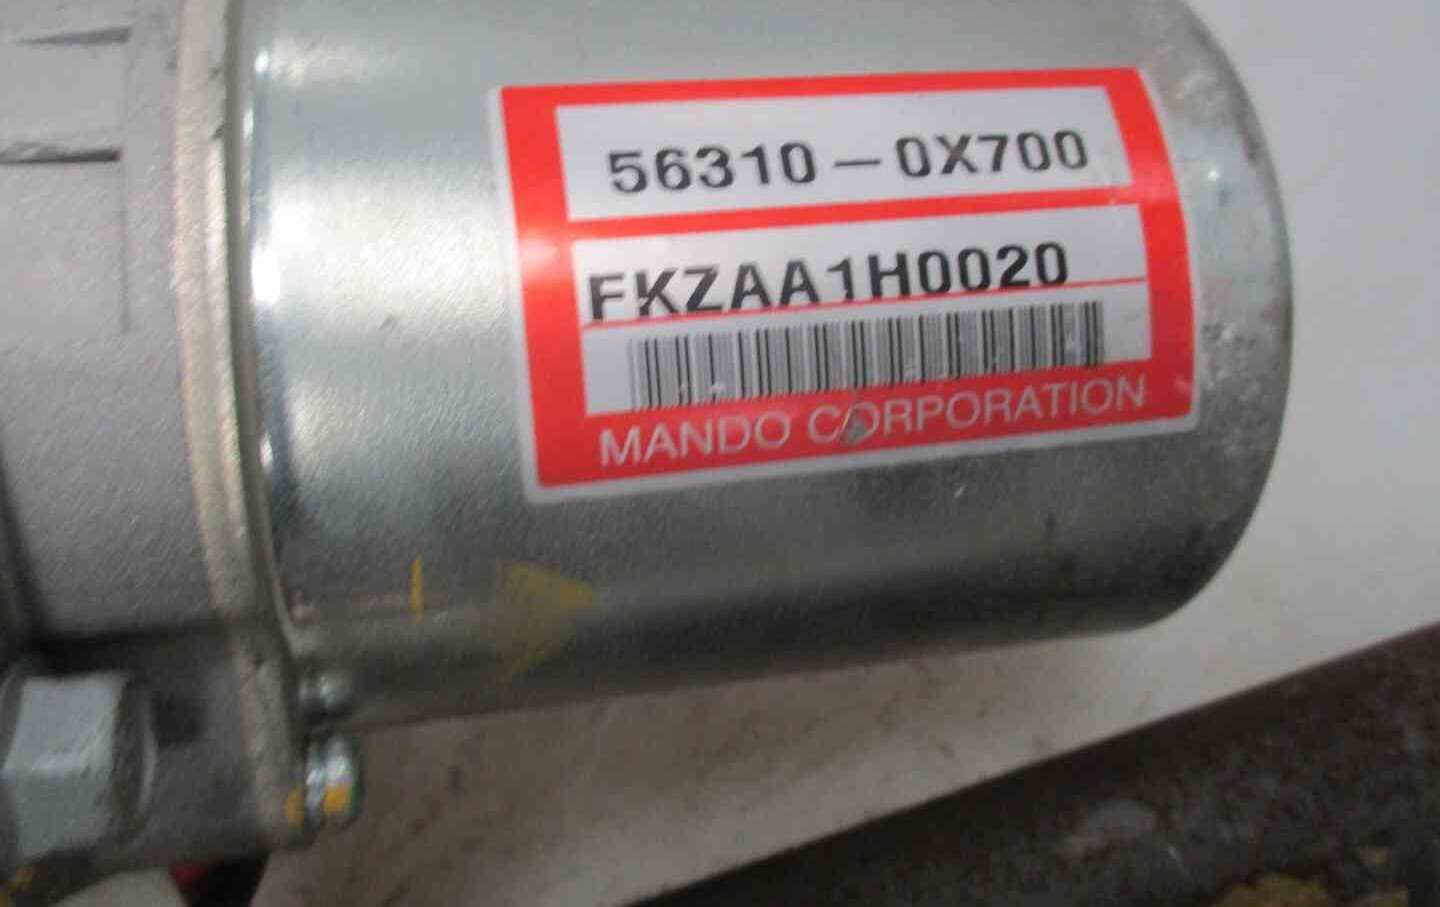 56310-0X700
FKZAA1H0020
MANDO CORPORATION